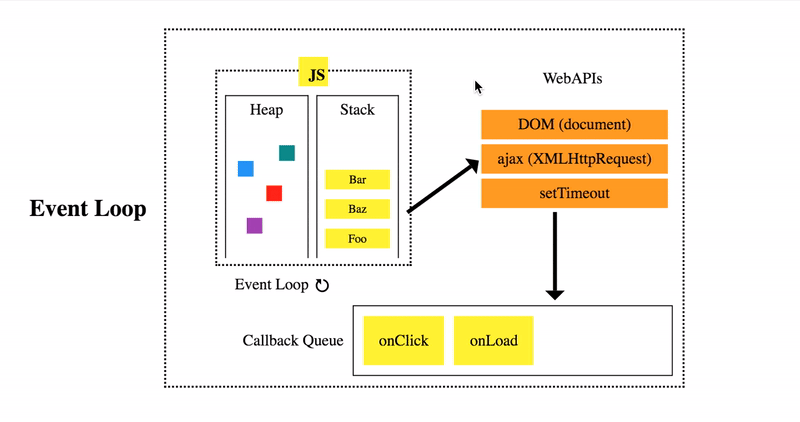 Event Loop
JS
Heap
Stack
Bar
Baz
Foo
Event Loop
WebAPIs
DOM (document)
ajax (XMLHttpRequest)
setTimeout
Callback Queue
onClick
onLoad